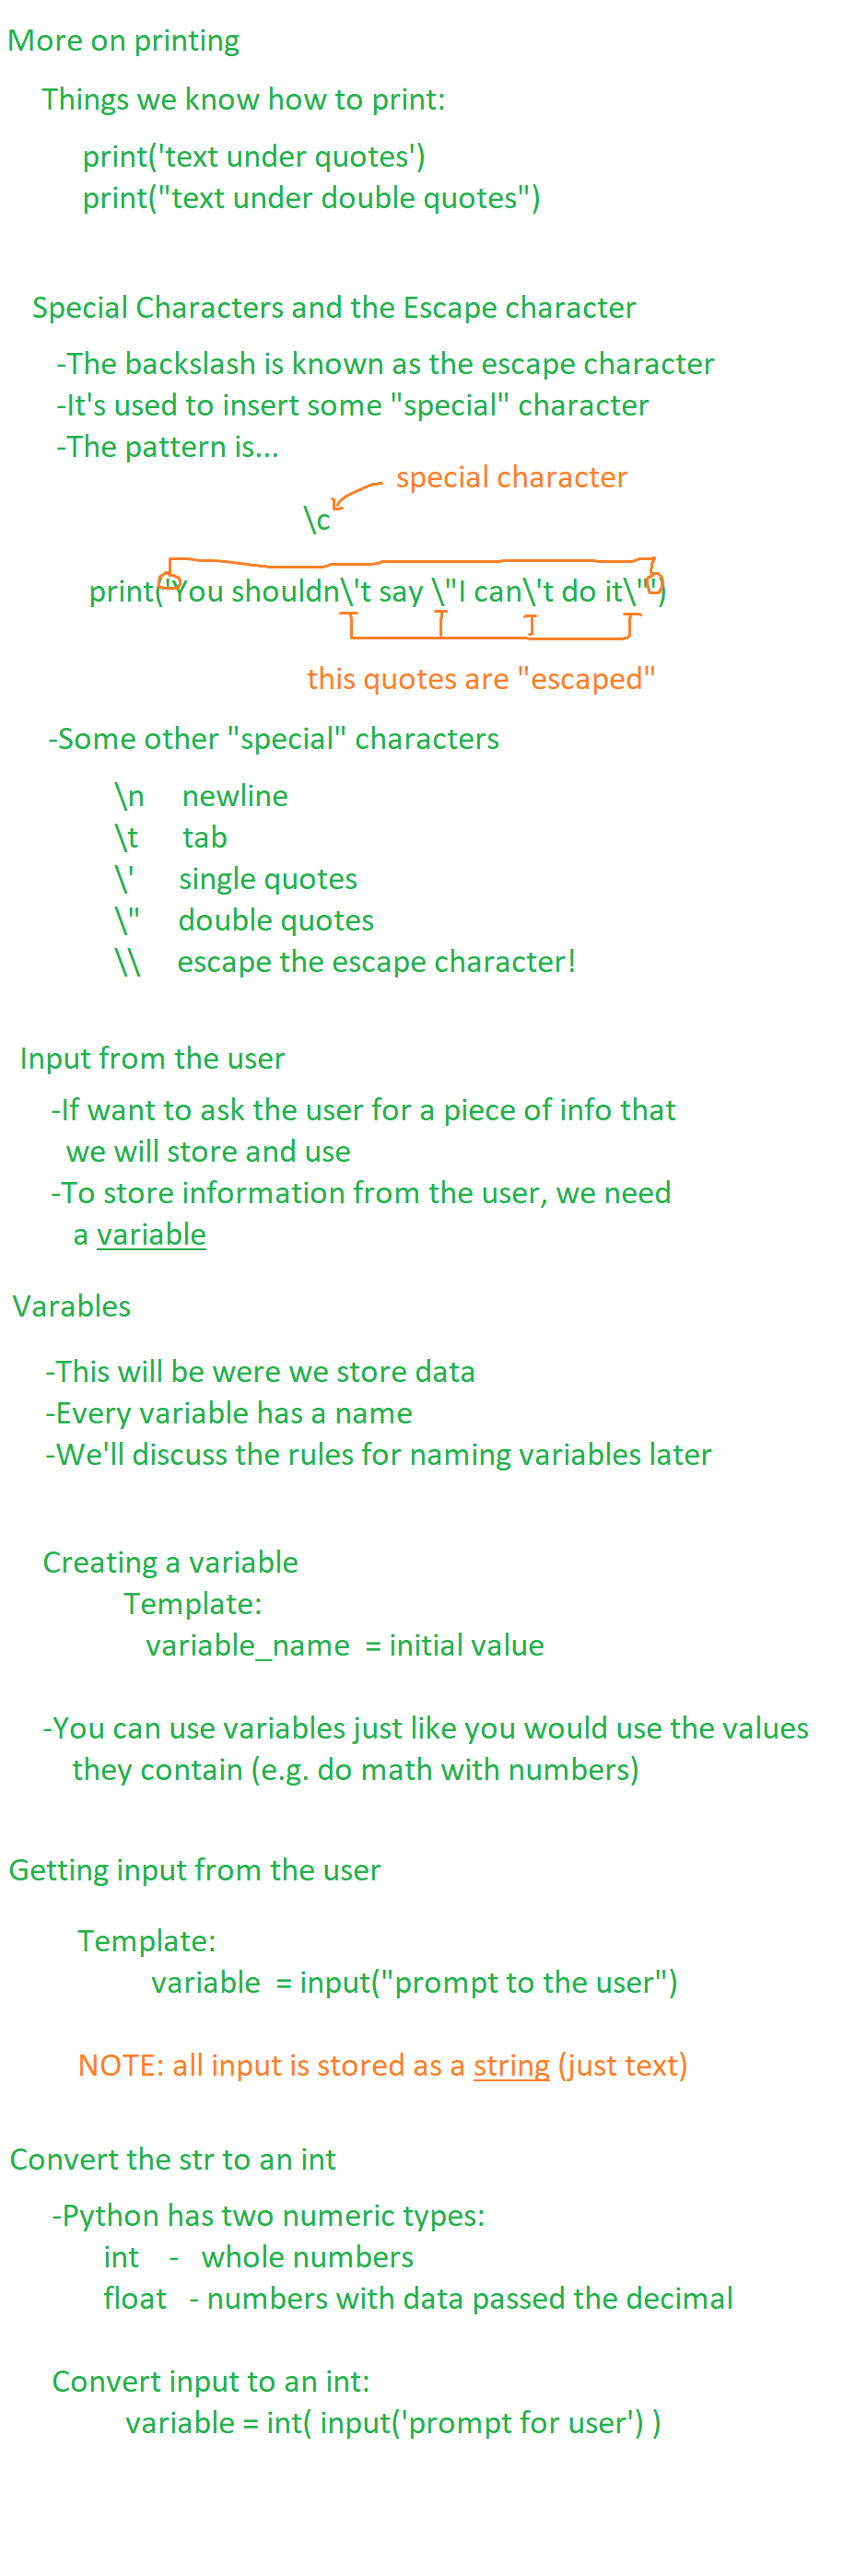 More on printing
Things we know how to print:
print('text under quotes')
print("text under double quotes")
Special Characters and the Escape character
-The backslash is known as the escape character
-It's used to insert some "special" character
-The pattern is...
special character
\c
print('You shouldn\'t say \"I can\'t do it\"')
this quotes are "escaped"
-Some other "special" characters
\n newline
\t tab
\' single quotes
\" double quotes
\\ escape the escape character!
Input from the user
-If want to ask the user for a piece of info that
we will store and use
-To store information from the user, we need
a variable
Varables
-This will be were we store data
-Every variable has a name
-We'll discuss the rules for naming variables later
Creating a variable
Template:
variable_name = initial value
-You can use variables just like you would use the values
they contain (e.g. do math with numbers)
Getting input from the user
Template:
variable = input("prompt to the user")
NOTE: all input is stored as a string (just text)
Convert the str to an int
-Python has two numeric types:
int - whole numbers
float - numbers with data passed the decimal
Convert input to an int:
variable = int( input('prompt for user') )